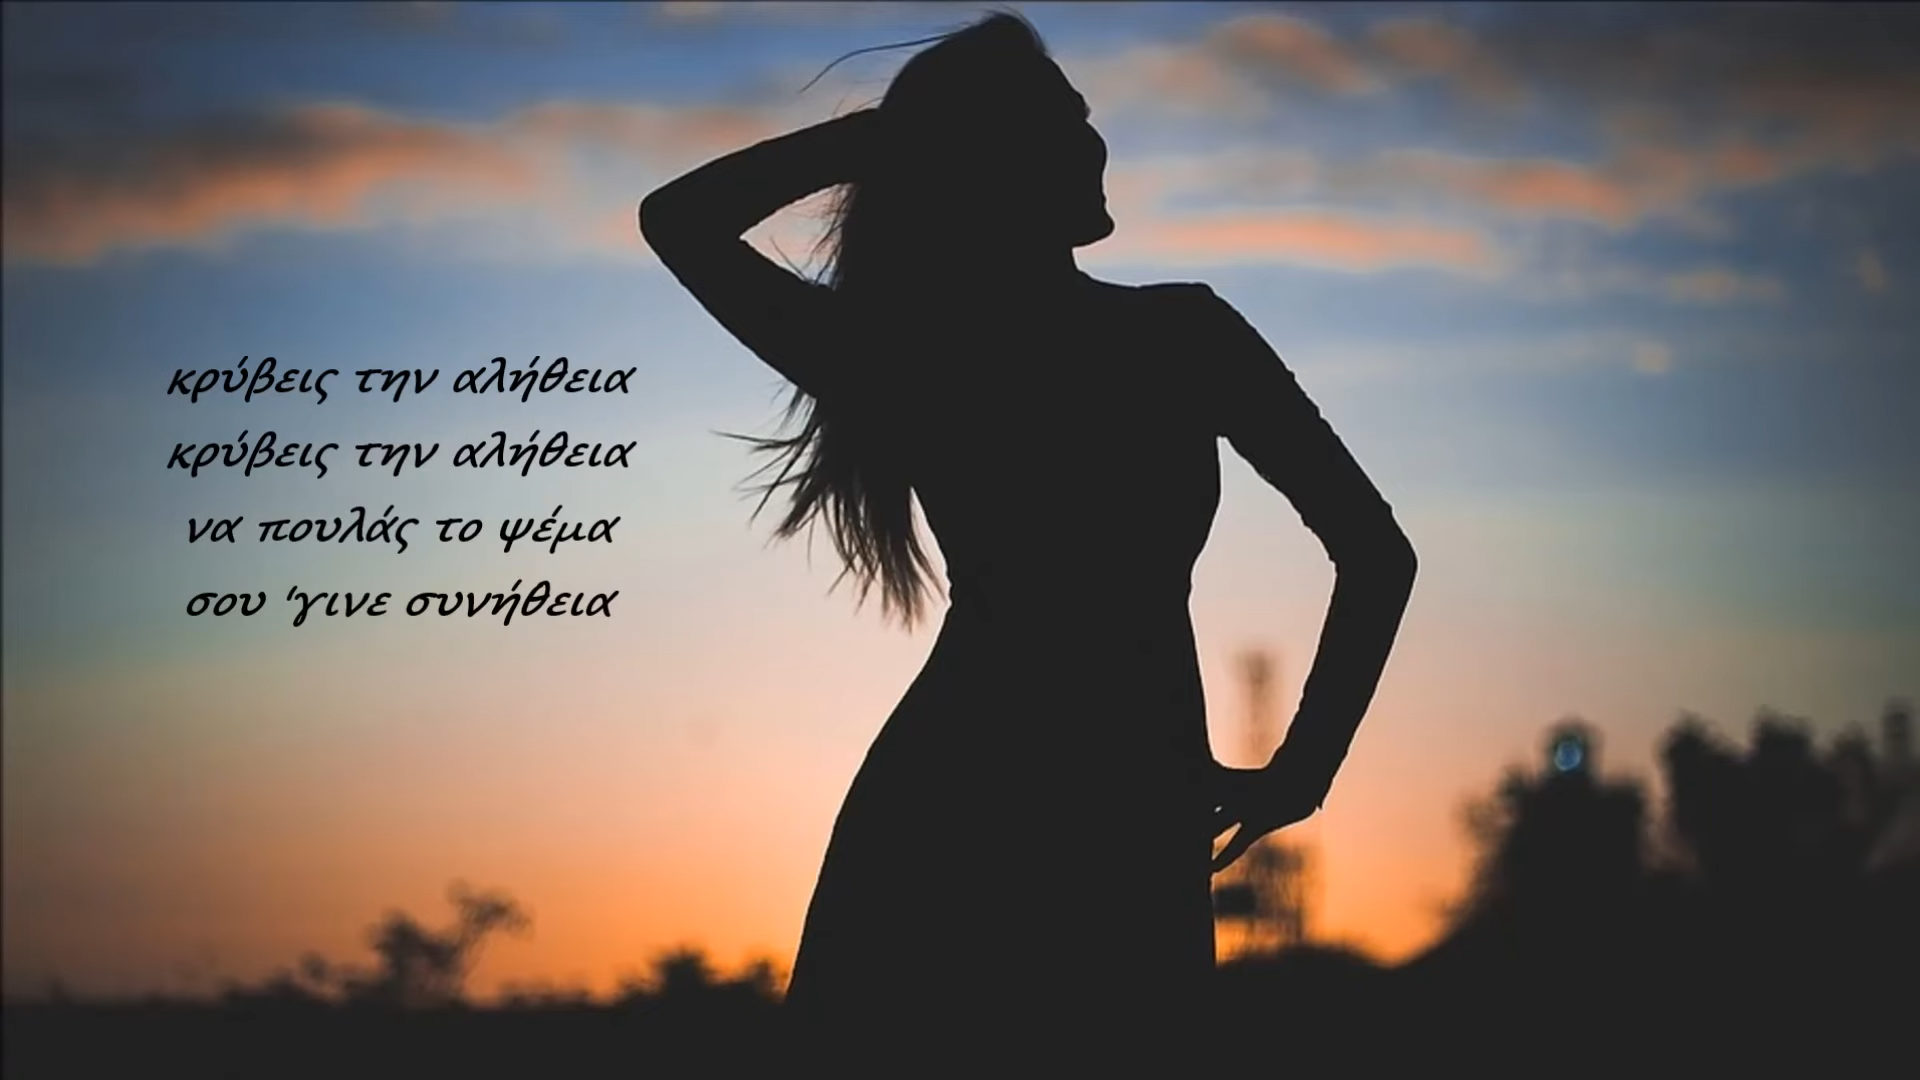 κρύβεις την αλήθεια
κρύβεις την αλήθεια
να πουλάς το ψέμα
σου 'γινε συνήθεια